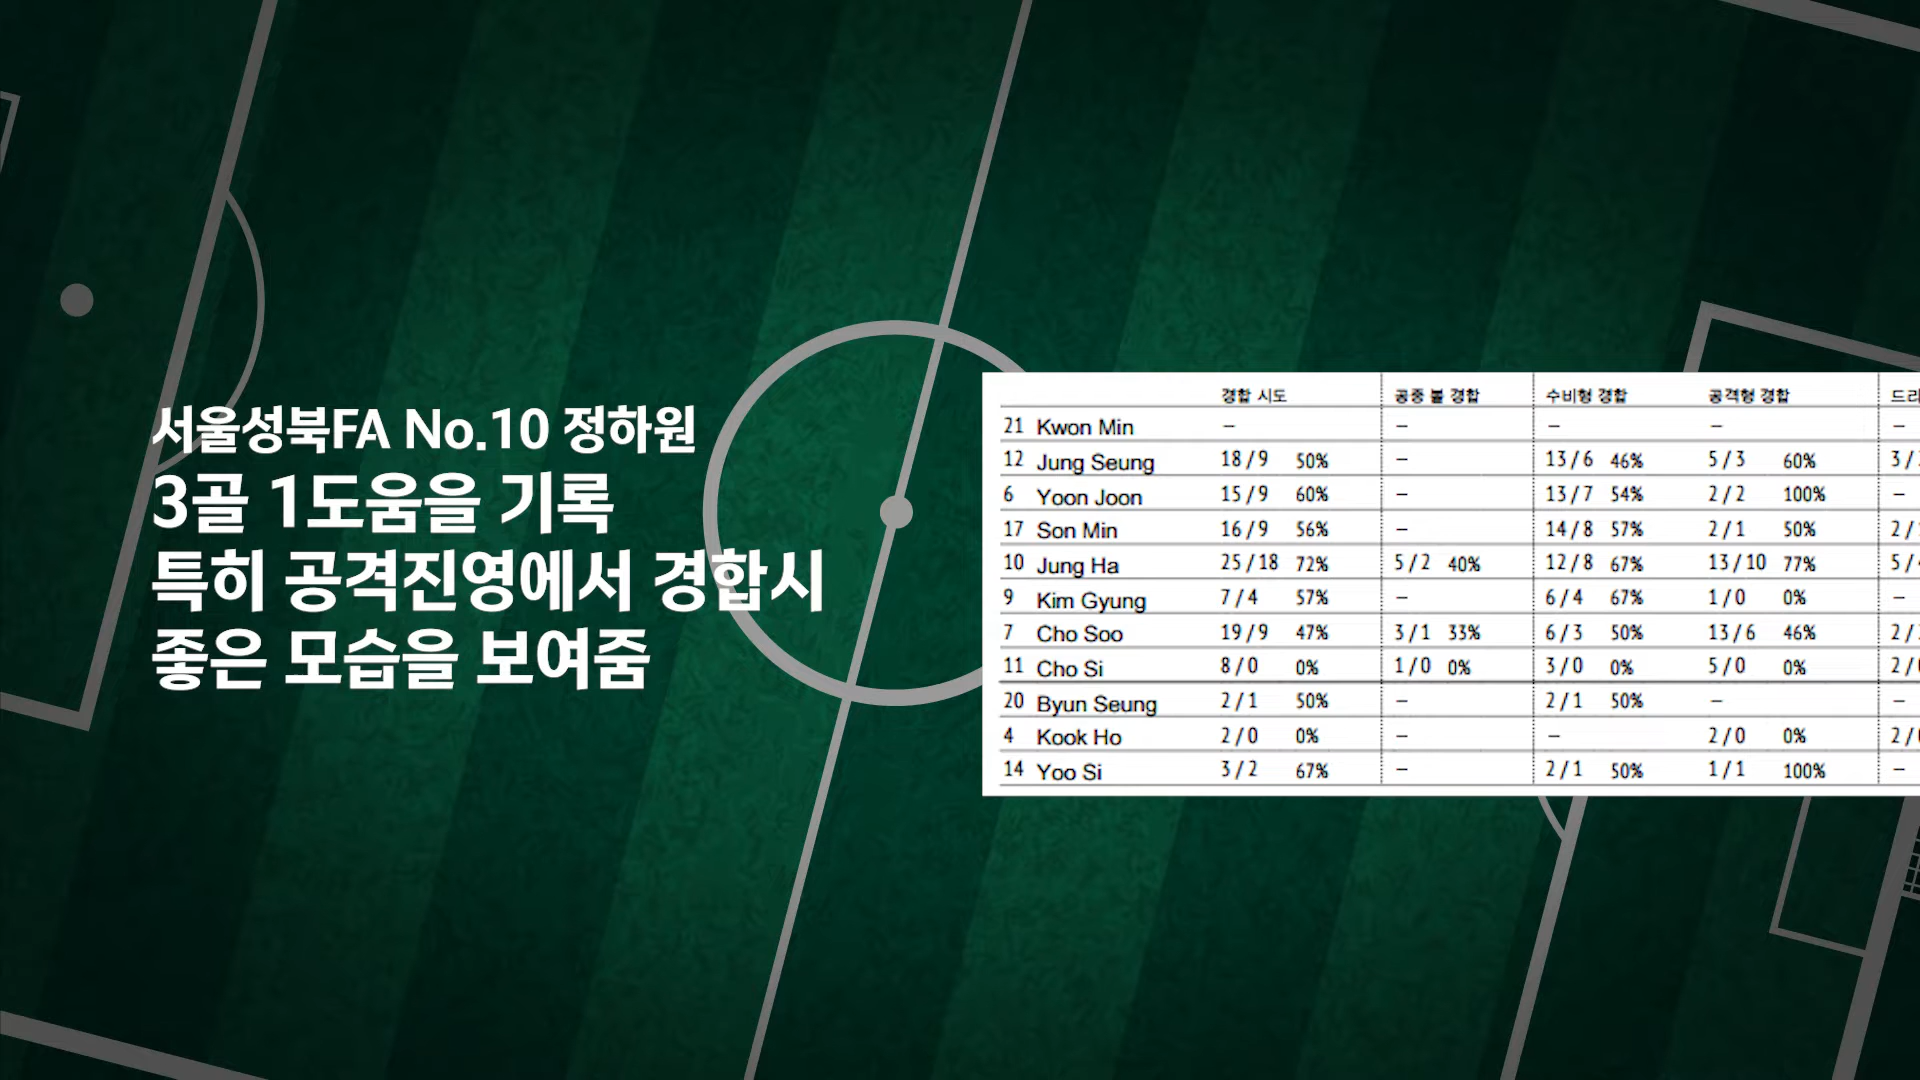 서울성북FA No.10 정하원
3골 1도움을 기록
특히 공격진영에서 경합시
좋은 모습을 보여줌
경합 시도 공중 볼 경합 수비형 경합 공격형 경합 드리
21 Kwon Min – – – – –
12 Jung Seung 18/9 50% – 13/6 46% 5/3 60% 3/
6 Yoon Joon 15/9 60% – 13/7 54% 2/2 100% –
17 Son Min 16/9 56% – 14/8 57% 2/1 50% 2/
10 Jung Ha 25/18 72% 5/2 40% 12/8 67% 13/10 77% 5/
9 Kim Gyung 7/4 57% – 6/4 67% 1/0 0% –
7 Cho Soo 19/9 47% 3/1 33% 6/3 50% 13/6 46% 2/
11 Cho Si 8/0 0% 1/0 0% 3/0 0% 5/0 0% 2/
20 Byun Seung 2/1 50% – 2/1 50% – –
4 Kook Ho 2/0 0% – – 2/0 0% 2/
14 Yoo Si 3/2 67% – 2/1 50% 1/1 100% –